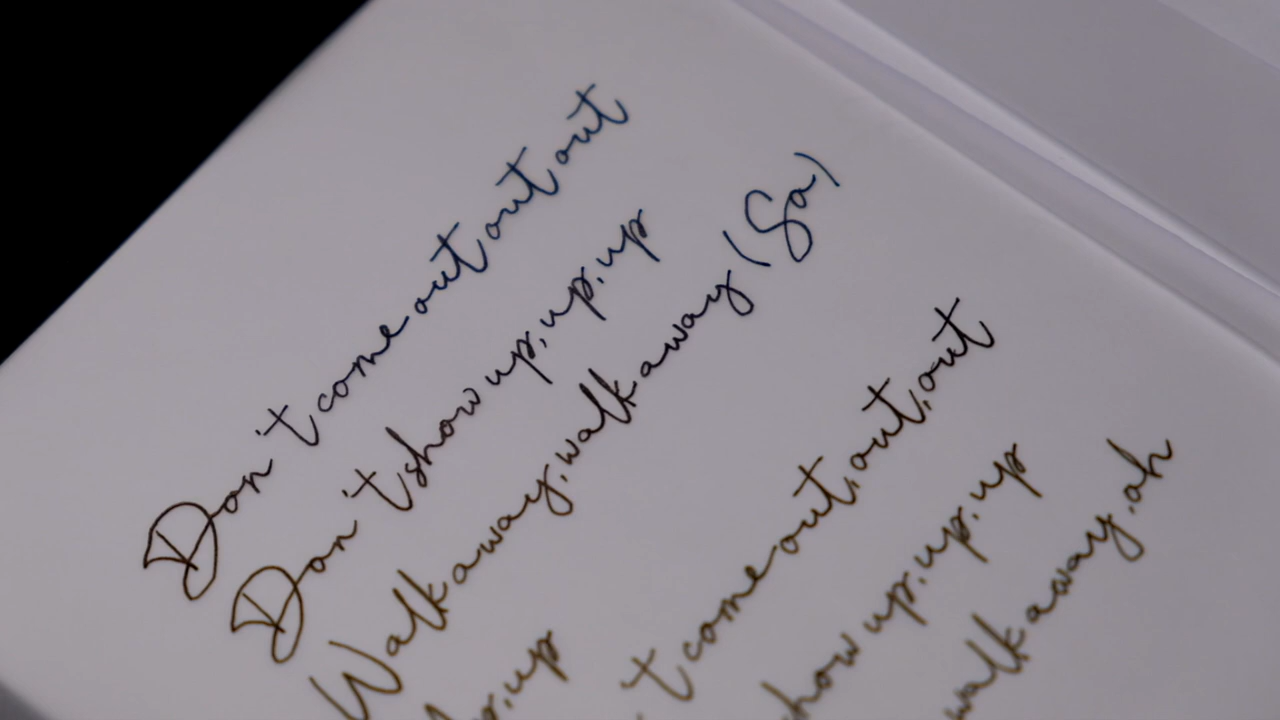 Don't come out out out
Don't show up, up, up
Walk away, walk away (So)
up
't come out, out, out
show up, up, up
walk away, ah